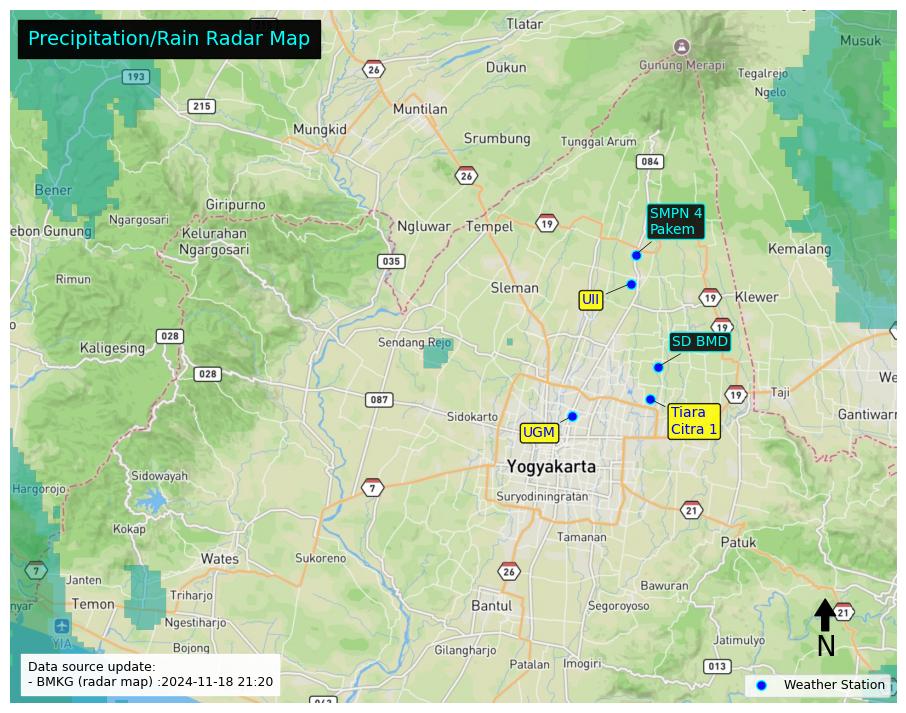 Precipitation/Rain Radar Map
Tlatar
Musuk
26
193
Dukun
Gunung Merapi
Tegalrejo
Ngelo
215
Muntilan
Mungkid
Srumbung
Tunggal Arum
084
26
Bener
Giripurno
Ngargosari
SMPN 4
Pakem
ebon Gunung
Kelurahan
Ngargosari
Ngluwar
Tempel
19
Kemalang
035
Rimun
Sleman
UII
19
Klewer
19
028
Kaligesing
Sendang Rejo
SD BMD
028
We
087
19
Taji
Sidokarto
Tiara
Citra 1
Gantiwarn
UGM
Yogyakarta
Sidowayah
Hargorojo
7
Suryodiningratan
21
Kokap
Tamanan
Patuk
Wates
Sukoreno
7
26
Janten
Bawuran
nyar
Temon
Triharjo
Bantul
Segoroyoso
21
Ngestiharjo
YIA
N
Bojong
Gilangharjo
Jatimulyo
Patalan
Imogiri
013
Data source update:
- BMKG (radar map) :2024-11-18 21:20
Weather Station